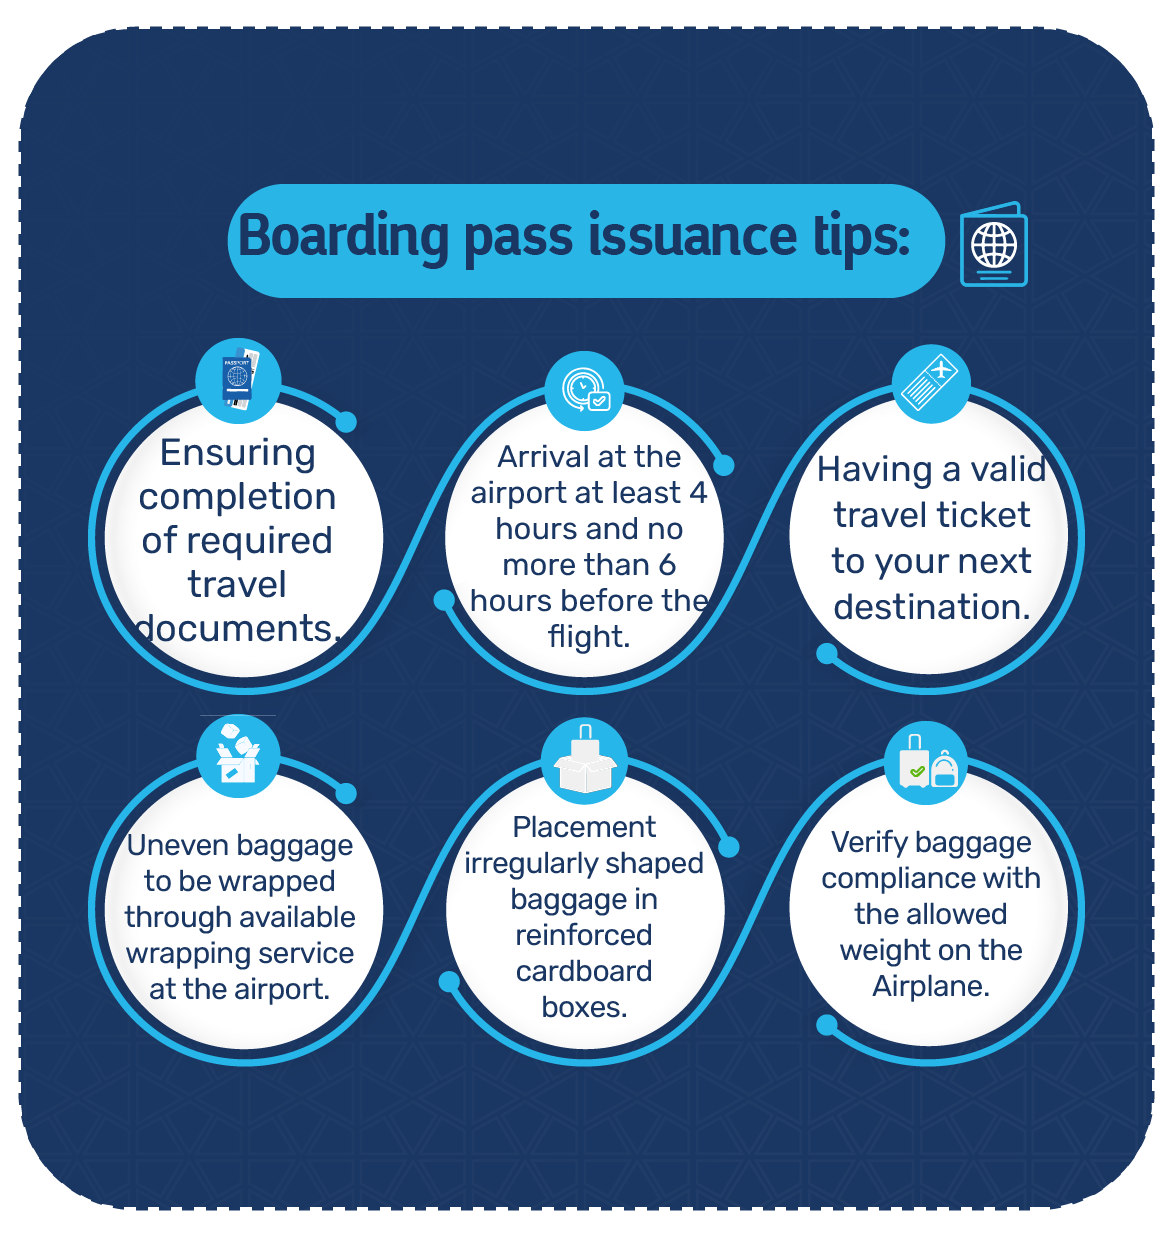 Boarding pass issuance tips:
PASSPORT
Ensuring
completion
of required
travel
documents.
Arrival at the
airport at least 4
hours and no
more than 6
hours before the
flight.
Having a valid
travel ticket
to your next
destination.
Uneven baggage
to be wrapped
through available
wrapping service
at the airport.
Placement
irregularly shaped
baggage in
reinforced
cardboard
boxes.
Verify baggage
compliance with
the allowed
weight on the
Airplane.